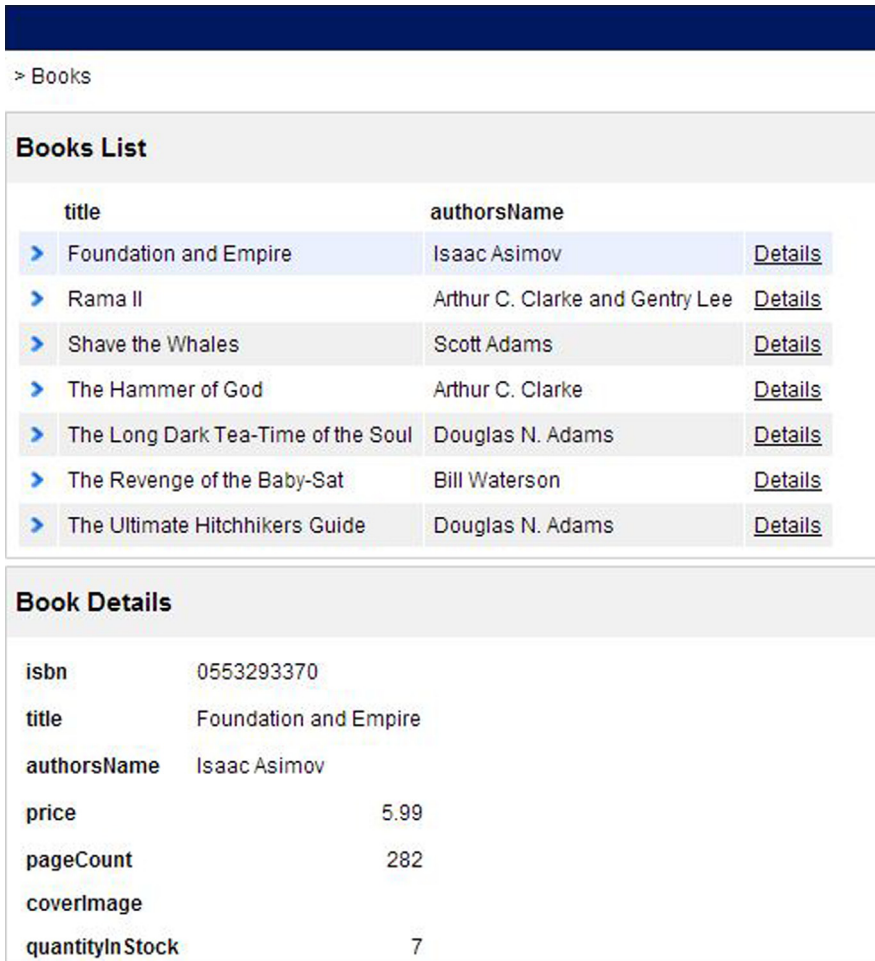 > Books
Books List
title authorsName
Foundation and Empire Isaac Asimov Details
Rama II Arthur C. Clarke and Gentry Lee Details
Shave the Whales Scott Adams Details
The Hammer of God Arthur C. Clarke Details
The Long Dark Tea-Time of the Soul Douglas N. Adams Details
The Revenge of the Baby-Sat Bill Waterson Details
The Ultimate Hitchhikers Guide Douglas N. Adams Details
Book Details
isbn 0553293370
title Foundation and Empire
authorsName Isaac Asimov
price 5.99
pageCount 282
coverImage
quantityInStock 7